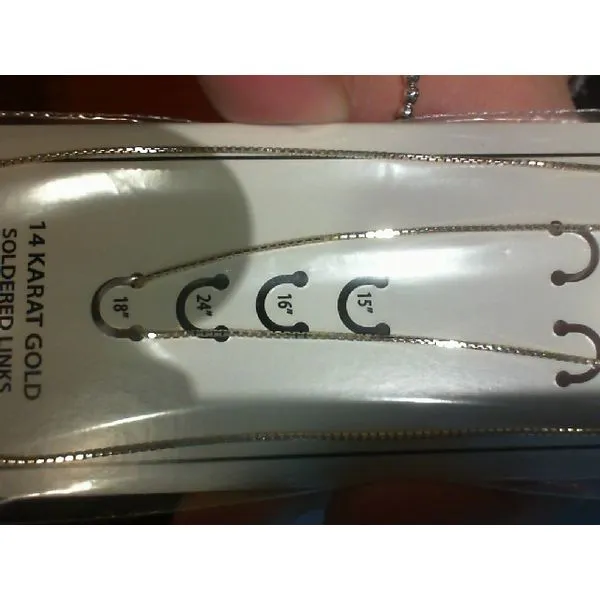 14 KARAT GOLD
SOLDERED LINKS
18"
24"
16"
15"